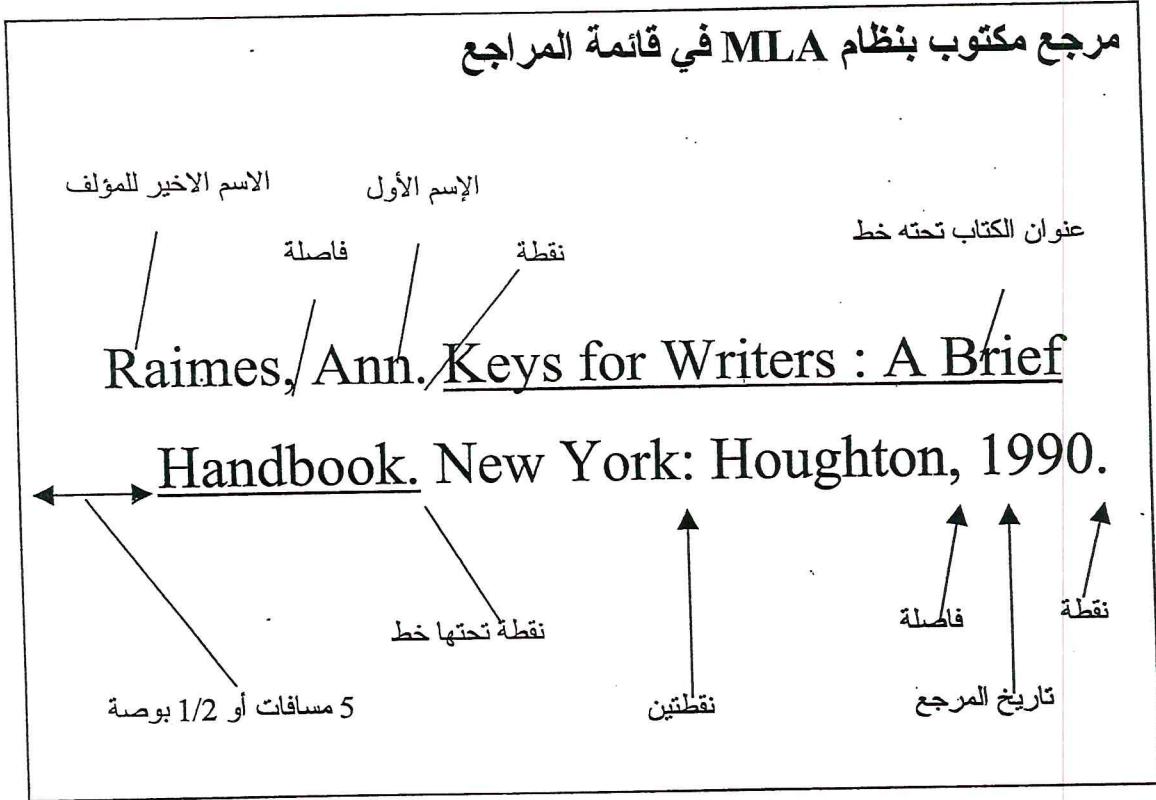 مرجع مكتوب بنظام MLA في قائمة المراجع
الاسم الاخير للمؤلف
الإسم الأول
عنوان الكتاب تحته خط
فاصلة
نقطة
Raimes, Ann. Keys for Writers : A Brief
Handbook. New York: Houghton, 1990.
نقطة تحتها خط
فاصلة
نقطة
5 مسافات أو 1/2 بوصة
نقطتين
تاريخ المرجع